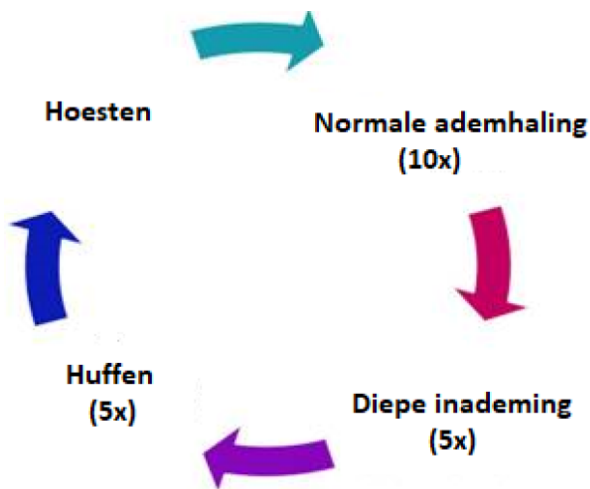 Hoesten
Normale ademhaling
(10x)
Diepe inademing
(5x)
Huffen
(5x)